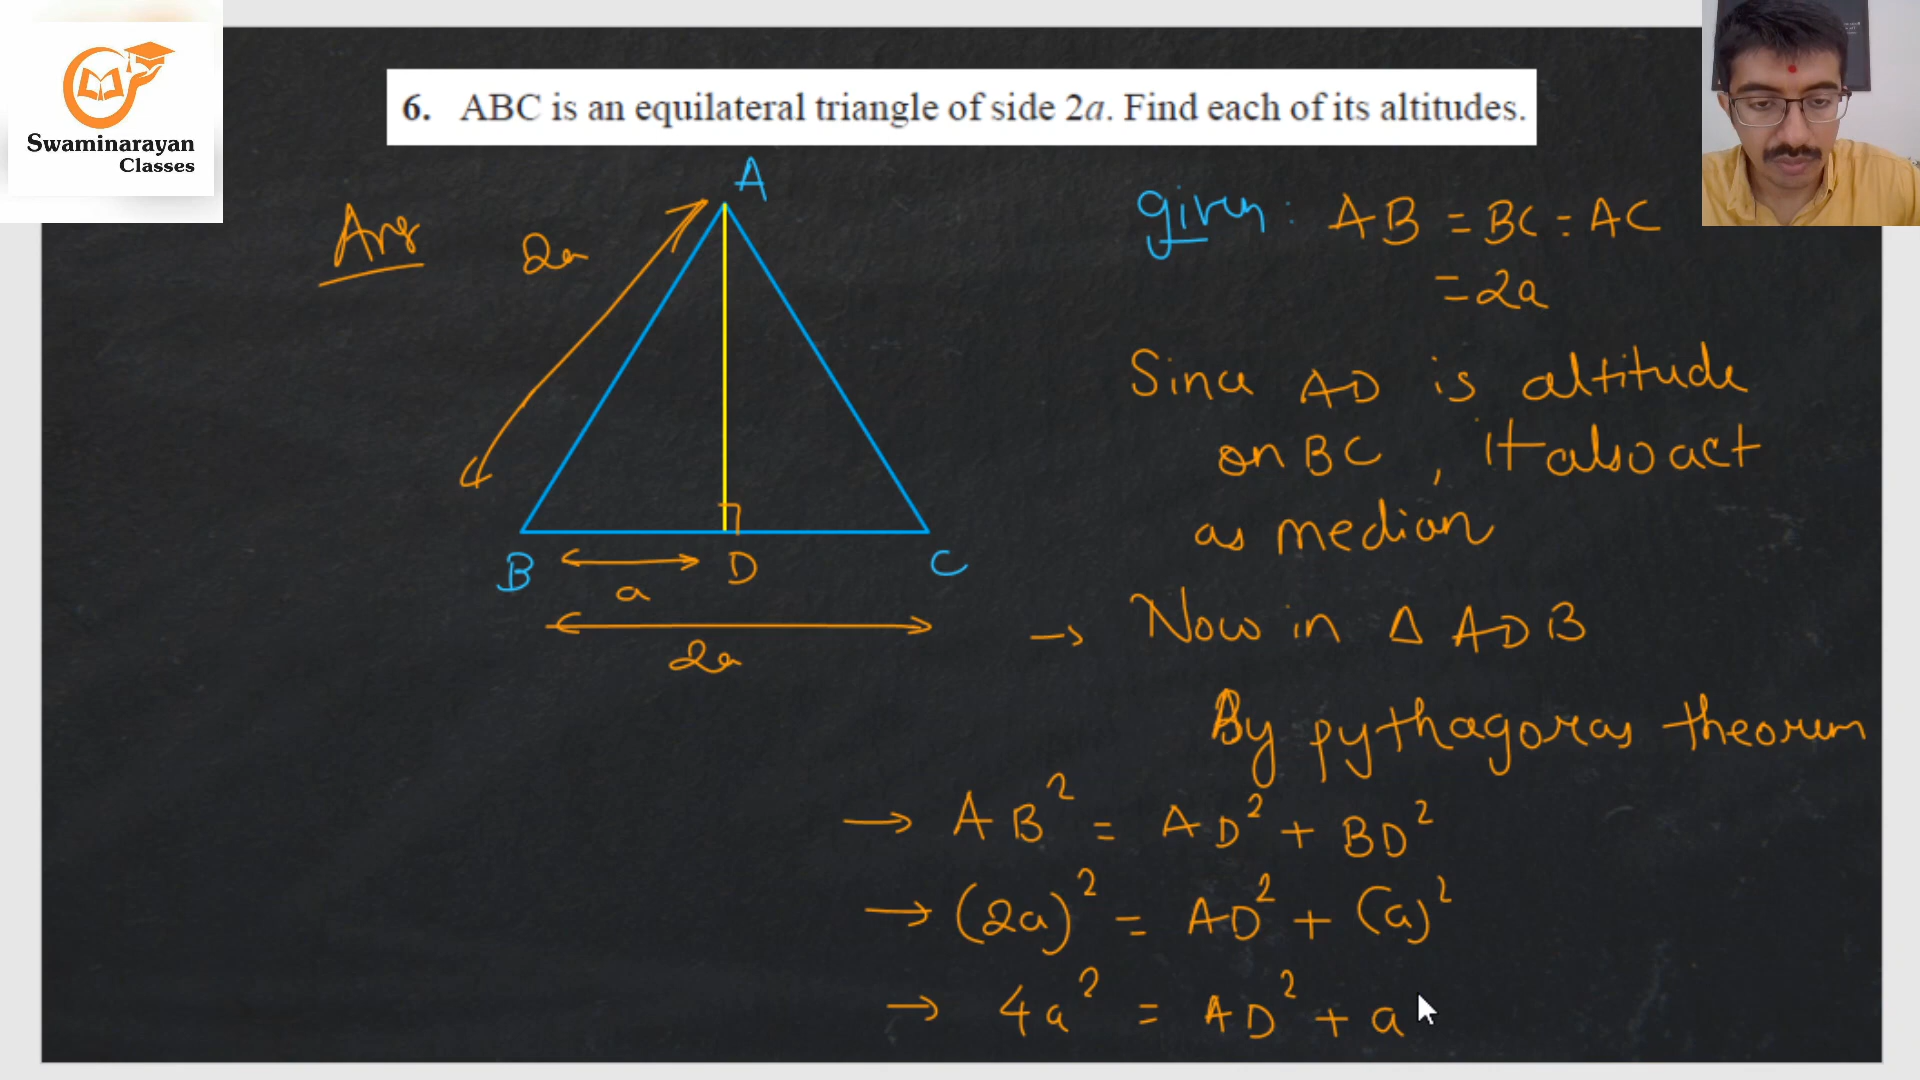 Swaminarayan
Classes
6. ABC is an equilateral triangle of side 2a. Find each of its altitudes.
Ans
2a
A
B
a
D
C
2a
given: AB = BC = AC
= 2a
Since AD is altitude
on BC, it also act
as median
→ Now in Δ ADB
By pythagoras theorem
→ AB² = AD² + BD²
→ (2a)² = AD² + (a)²
→ 4a² = AD² + a